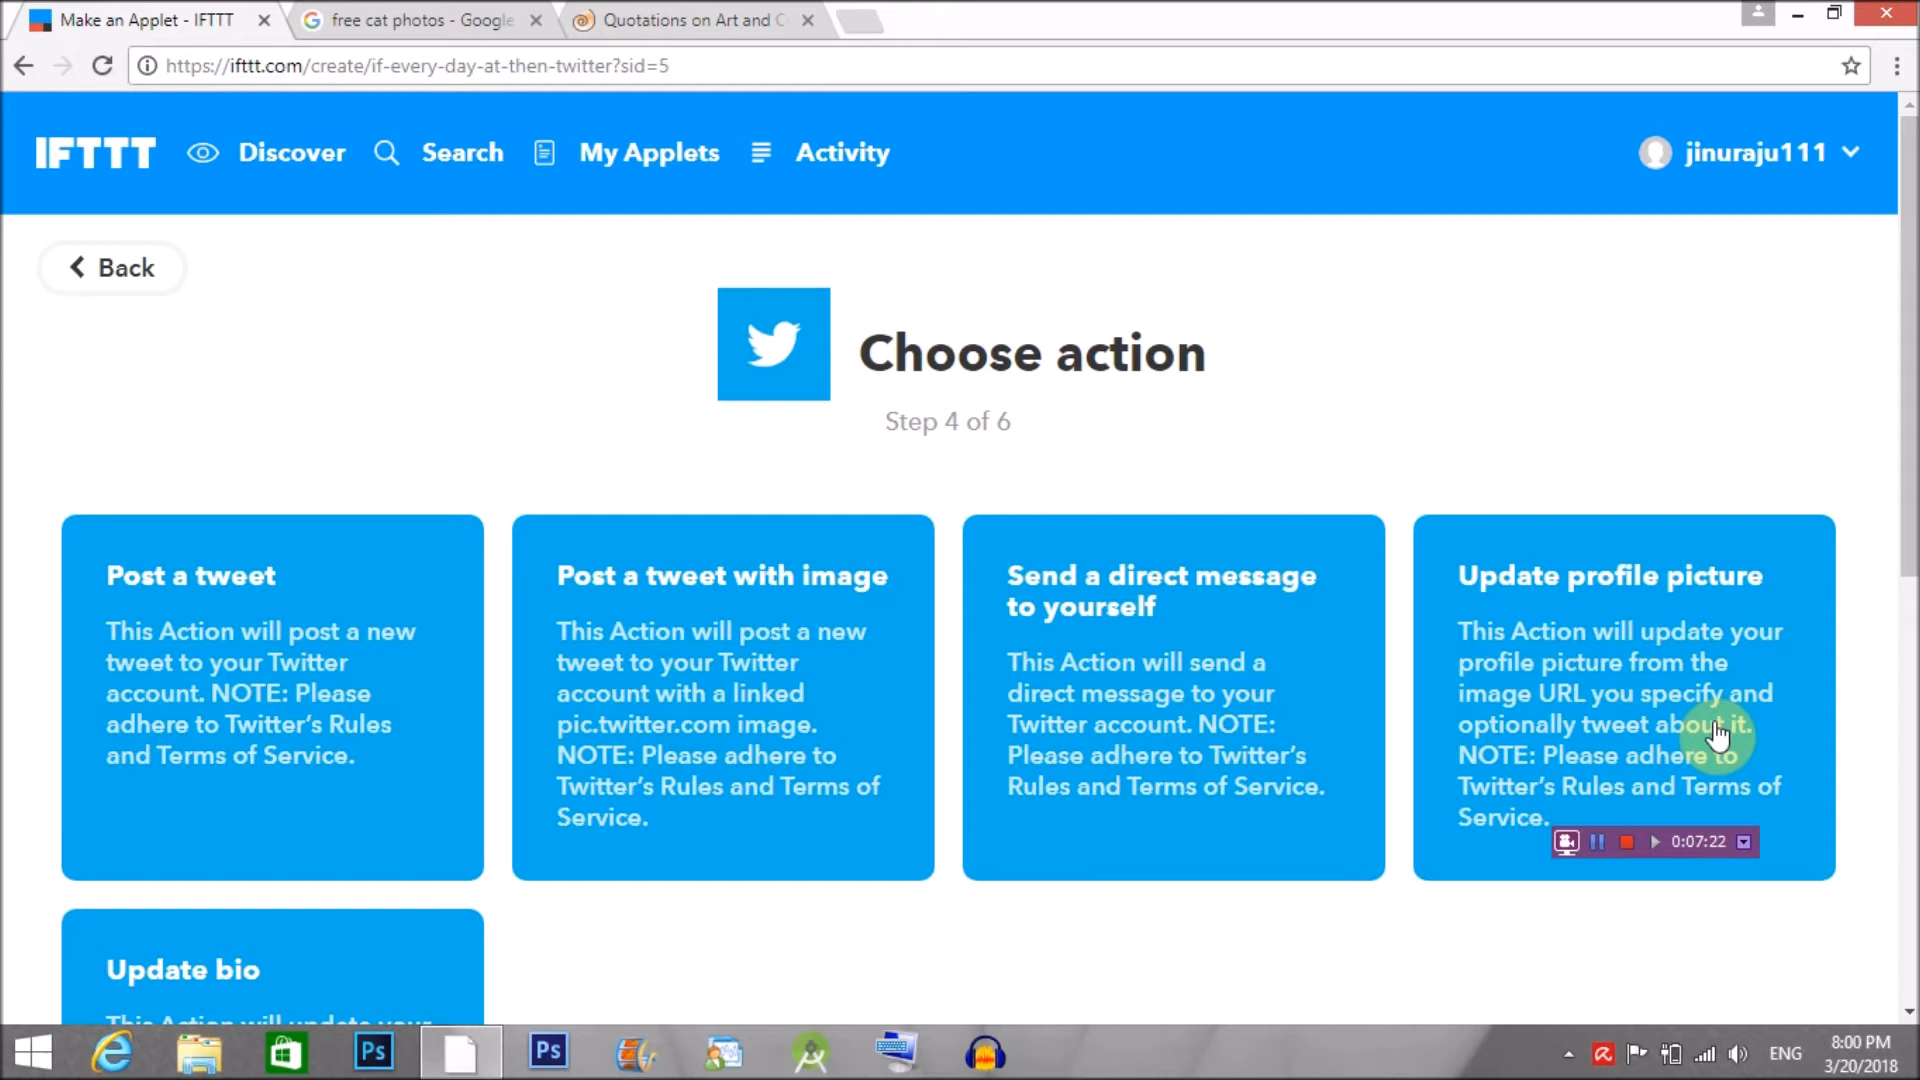 Make an Applet - IFTTT
free cat photos - Google
Quotations on Art and C
https://ifttt.com/create/if-every-day-at-then-twitter?sid=5
IFTTT Discover Search My Applets Activity jinuraju111
Back
Choose action
Step 4 of 6
Post a tweet
This Action will post a new
tweet to your Twitter
account. NOTE: Please
adhere to Twitter's Rules
and Terms of Service.
Post a tweet with image
This Action will post a new
tweet to your Twitter
account with a linked
pic.twitter.com image.
NOTE: Please adhere to
Twitter's Rules and Terms of
Service.
Send a direct message
to yourself
This Action will send a
direct message to your
Twitter account. NOTE:
Please adhere to Twitter's
Rules and Terms of Service.
Update profile picture
This Action will update your
profile picture from the
image URL you specify and
optionally tweet about it.
NOTE: Please adhere to
Twitter's Rules and Terms of
Service.
0:07:22
Update bio
This Action will update your
Ps
Ps
ENG
8:00 PM
3/20/2018